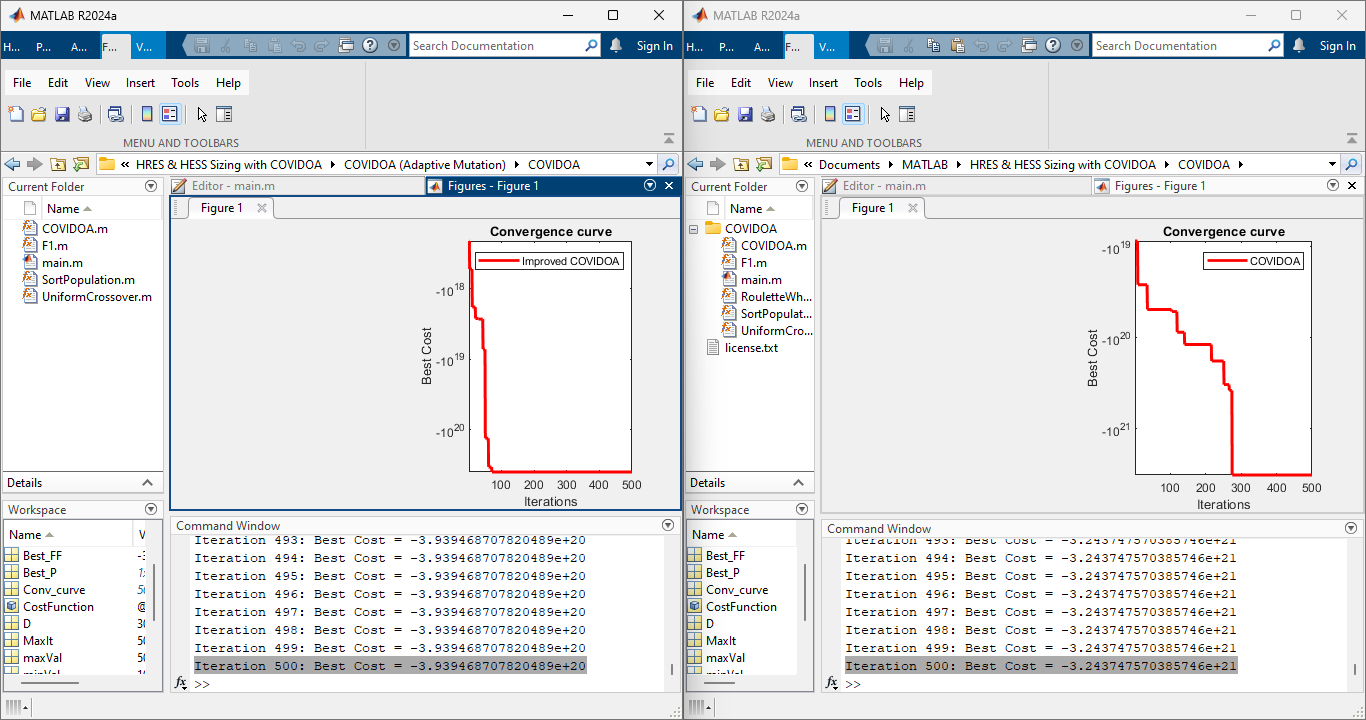 MATLAB R2024a
H... P... A... F... V...
Search Documentation
Sign In
File Edit View Insert Tools Help
MENU AND TOOLBARS
« HRES & HESS Sizing with COVIDOA › COVIDOA (Adaptive Mutation) › COVIDOA
Current Folder
Name
COVIDOA.m
F1.m
main.m
SortPopulation.m
UniformCrossover.m
Details
Workspace
Name
Best_FF -3
Best_P
Conv_curve
CostFunction @
D 30
MaxIt 50
maxVal 50
Editor - main.m
Figures - Figure 1
Figure 1
Convergence curve
Improved COVIDOA
-10^18
-10^19
-10^20
Best Cost
100 200 300 400 500
Iterations
Command Window
Iteration 493: Best Cost = -3.939468707820489e+20
Iteration 494: Best Cost = -3.939468707820489e+20
Iteration 495: Best Cost = -3.939468707820489e+20
Iteration 496: Best Cost = -3.939468707820489e+20
Iteration 497: Best Cost = -3.939468707820489e+20
Iteration 498: Best Cost = -3.939468707820489e+20
Iteration 499: Best Cost = -3.939468707820489e+20
Iteration 500: Best Cost = -3.939468707820489e+20
fx >>
MATLAB R2024a
H... P... A... F... V...
Search Documentation
Sign In
File Edit View Insert Tools Help
MENU AND TOOLBARS
« Documents › MATLAB › HRES & HESS Sizing with COVIDOA › COVIDOA ›
Current Folder
Name
COVIDOA
COVIDOA.m
F1.m
main.m
RouletteWh...
SortPopulat...
UniformCro...
license.txt
Details
Workspace
Name
Best_FF
Best_P
Conv_curve
CostFunction
D
MaxIt
maxVal
Editor - main.m
Figures - Figure 1
Figure 1
Convergence curve
COVIDOA
-10^19
-10^20
-10^21
Best Cost
100 200 300 400 500
Iterations
Command Window
Iteration 493: Best Cost = -3.243747570385746e+21
Iteration 494: Best Cost = -3.243747570385746e+21
Iteration 495: Best Cost = -3.243747570385746e+21
Iteration 496: Best Cost = -3.243747570385746e+21
Iteration 497: Best Cost = -3.243747570385746e+21
Iteration 498: Best Cost = -3.243747570385746e+21
Iteration 499: Best Cost = -3.243747570385746e+21
Iteration 500: Best Cost = -3.243747570385746e+21
fx >>